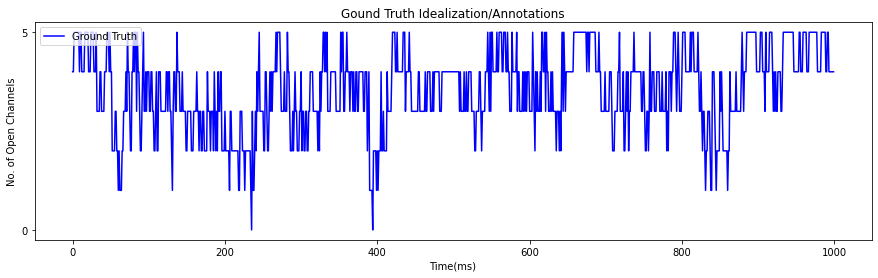 Gound Truth Idealization/Annotations
Ground Truth
No. of Open Channels
5
0
0
200
400
600
800
1000
Time(ms)